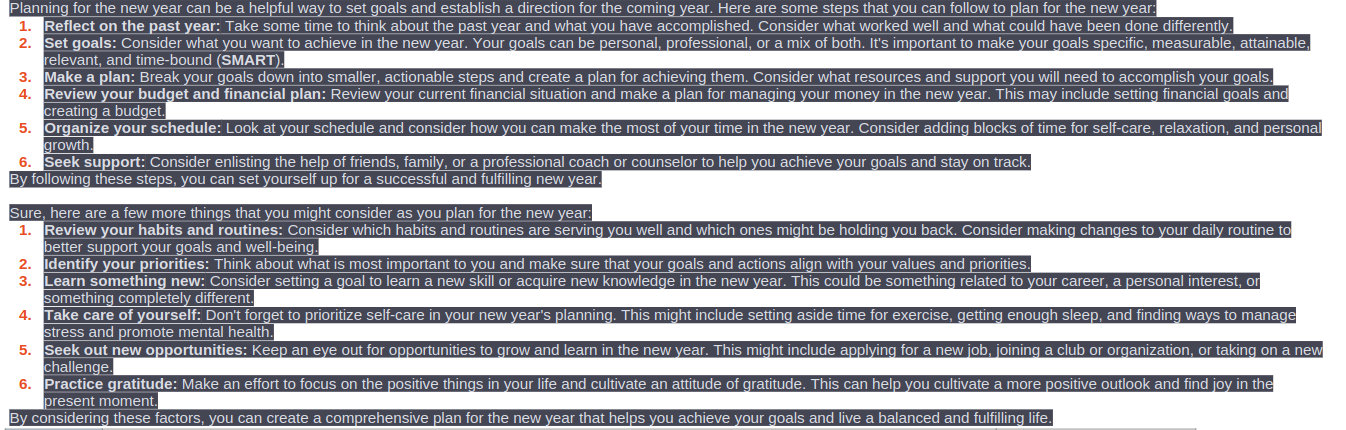 Planning for the new year can be a helpful way to set goals and establish a direction for the coming year. Here are some steps that you can follow to plan for the new year:
1. Reflect on the past year: Take some time to think about the past year and what you have accomplished. Consider what worked well and what could have been done differently.
2. Set goals: Consider what you want to achieve in the new year. Your goals can be personal, professional, or a mix of both. It's important to make your goals specific, measurable, attainable,
relevant, and time-bound (SMART).
3. Make a plan: Break your goals down into smaller, actionable steps and create a plan for achieving them. Consider what resources and support you will need to accomplish your goals.
4. Review your budget and financial plan: Review your current financial situation and make a plan for managing your money in the new year. This may include setting financial goals and
creating a budget.
5. Organize your schedule: Look at your schedule and consider how you can make the most of your time in the new year. Consider adding blocks of time for self-care, relaxation, and personal
growth.
6. Seek support: Consider enlisting the help of friends, family, or a professional coach or counselor to help you achieve your goals and stay on track.
By following these steps, you can set yourself up for a successful and fulfilling new year.
Sure, here are a few more things that you might consider as you plan for the new year:
1. Review your habits and routines: Consider which habits and routines are serving you well and which ones might be holding you back. Consider making changes to your daily routine to
better support your goals and well-being.
2. Identify your priorities: Think about what is most important to you and make sure that your goals and actions align with your values and priorities.
3. Learn something new: Consider setting a goal to learn a new skill or acquire new knowledge in the new year. This could be something related to your career, a personal interest, or
something completely different.
4. Take care of yourself: Don't forget to prioritize self-care in your new year's planning. This might include setting aside time for exercise, getting enough sleep, and finding ways to manage
stress and promote mental health.
5. Seek out new opportunities: Keep an eye out for opportunities to grow and learn in the new year. This might include applying for a new job, joining a club or organization, or taking on a new
challenge.
6. Practice gratitude: Make an effort to focus on the positive things in your life and cultivate an attitude of gratitude. This can help you cultivate a more positive outlook and find joy in the
present moment.
By considering these factors, you can create a comprehensive plan for the new year that helps you achieve your goals and live a balanced and fulfilling life.